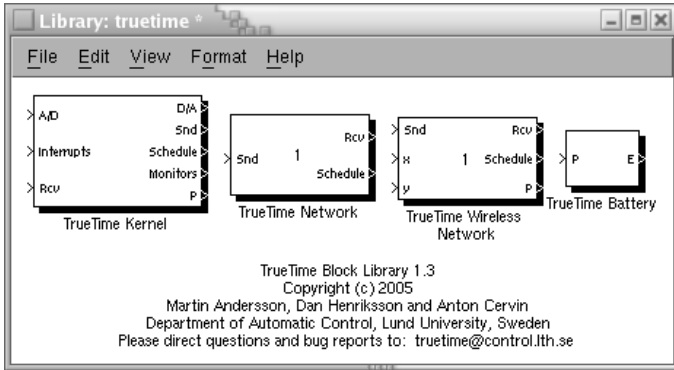 Library: truetime *
File Edit View Format Help
A/D
Interrupts
Rcv
D/A
Snd
Schedule
Monitors
P
TrueTime Kernel
Snd
1
Rcv
Schedule
TrueTime Network
Snd
x
y
1
Rcv
Schedule
P
TrueTime Wireless
Network
P
E
TrueTime Battery
TrueTime Block Library 1.3
Copyright (c) 2005
Martin Andersson, Dan Henriksson and Anton Cervin
Department of Automatic Control, Lund University, Sweden
Please direct questions and bug reports to: truetime@control.lth.se